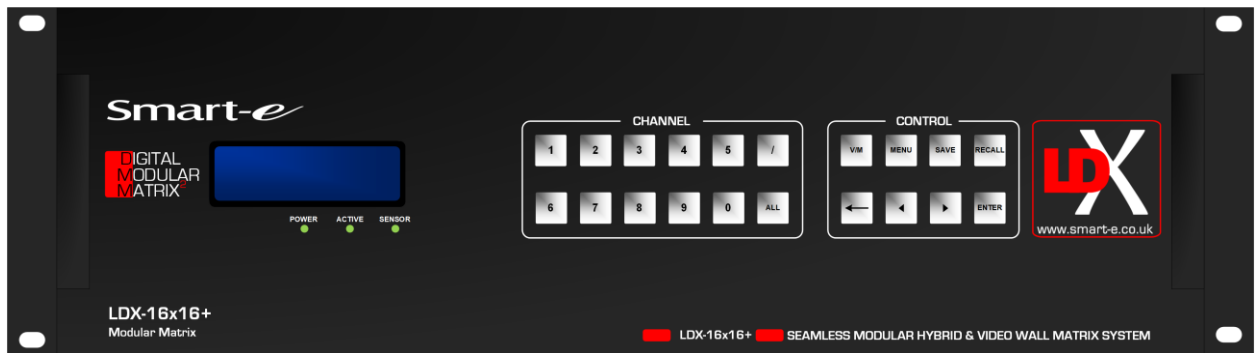 Smart-e
DIGITAL
MODULAR
MATRIX²
POWER ACTIVE SENSOR
CHANNEL
1 2 3 4 5 /
6 7 8 9 0 ALL
CONTROL
V/M MENU SAVE RECALL
ENTER
LDX
www.smart-e.co.uk
LDX-16x16+
Modular Matrix
LDX-16x16+ SEAMLESS MODULAR HYBRID & VIDEO WALL MATRIX SYSTEM